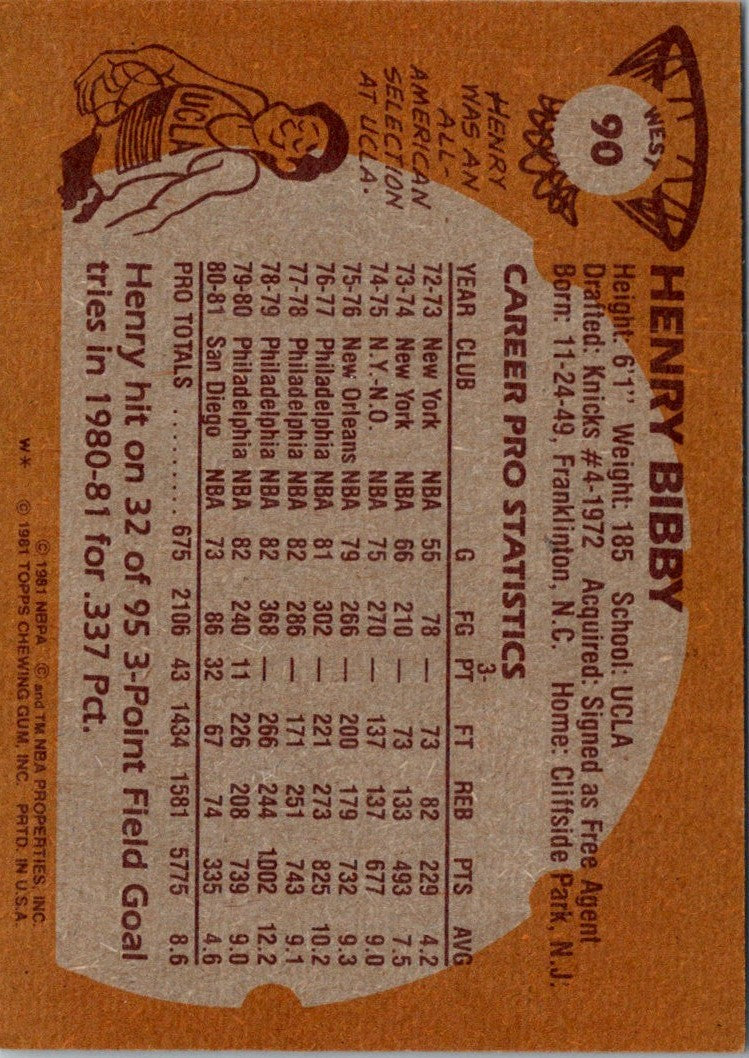 WEST
90
HENRY BIBBY
Height: 6'1" Weight: 185 School: UCLA
Drafted: Knicks #4-1972 Acquired: Signed as Free Agent
Born: 11-24-49, Franklinton, N.C. Home: Cliffside Park, N.J.
HENRY
WAS AN
ALL-
AMERICAN
SELECTION
AT UCLA.
UCLA
CAREER PRO STATISTICS
3-
YEAR CLUB G FG PT FT REB PTS AVG
72-73 New York NBA 55 78 — 73 82 229 4.2
73-74 New York NBA 66 210 — 73 133 493 7.5
74-75 N.Y.-N.O. NBA 75 270 — 137 137 677 9.0
75-76 New Orleans NBA 79 266 — 200 179 732 9.3
76-77 Philadelphia NBA 81 302 — 221 273 825 10.2
77-78 Philadelphia NBA 82 286 — 171 251 743 9.1
78-79 Philadelphia NBA 82 368 — 266 244 1002 12.2
79-80 Philadelphia NBA 82 240 11 226 208 739 9.0
80-81 San Diego NBA 73 86 32 67 74 335 4.6
PRO TOTALS .......... 675 2106 43 1434 1581 5775 8.6
Henry hit on 32 of 95 3-Point Field Goal
tries in 1980-81 for .337 Pct.
© 1981 NBPA © and TM NBA PROPERTIES, INC.
W* © 1981 TOPPS CHEWING GUM, INC. PRTD. IN U.S.A.